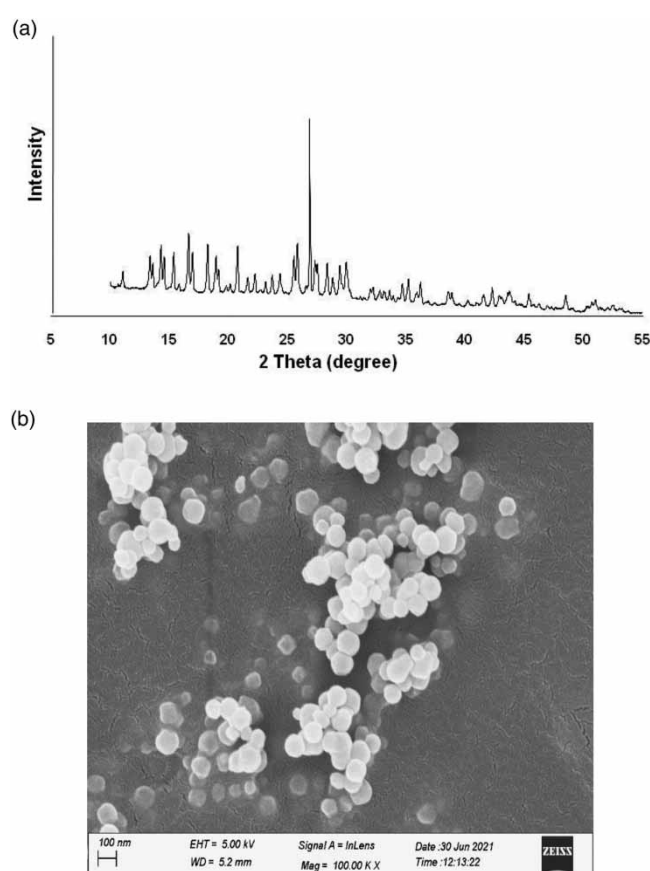 (a)
Intensity
5 10 15 20 25 30 35 40 45 50 55
2 Theta (degree)
(b)
100 nm
EHT = 5.00 kV
WD = 5.2 mm
Signal A = InLens
Mag = 100.00 K X
Date :30 Jun 2021
Time :12:13:22
ZEISS